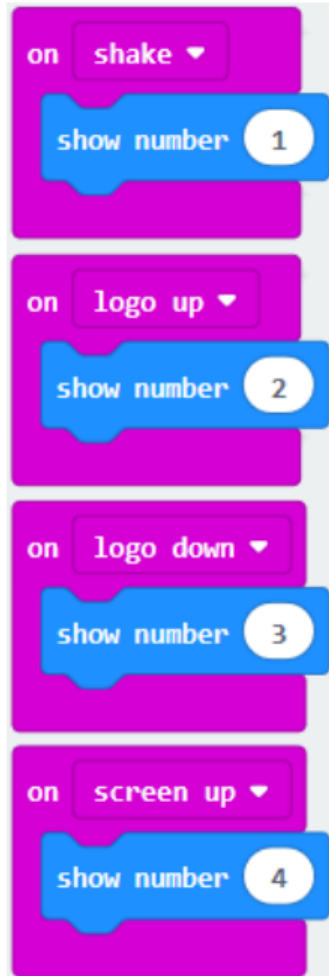 on shake
show number 1
on logo up
show number 2
on logo down
show number 3
on screen up
show number 4